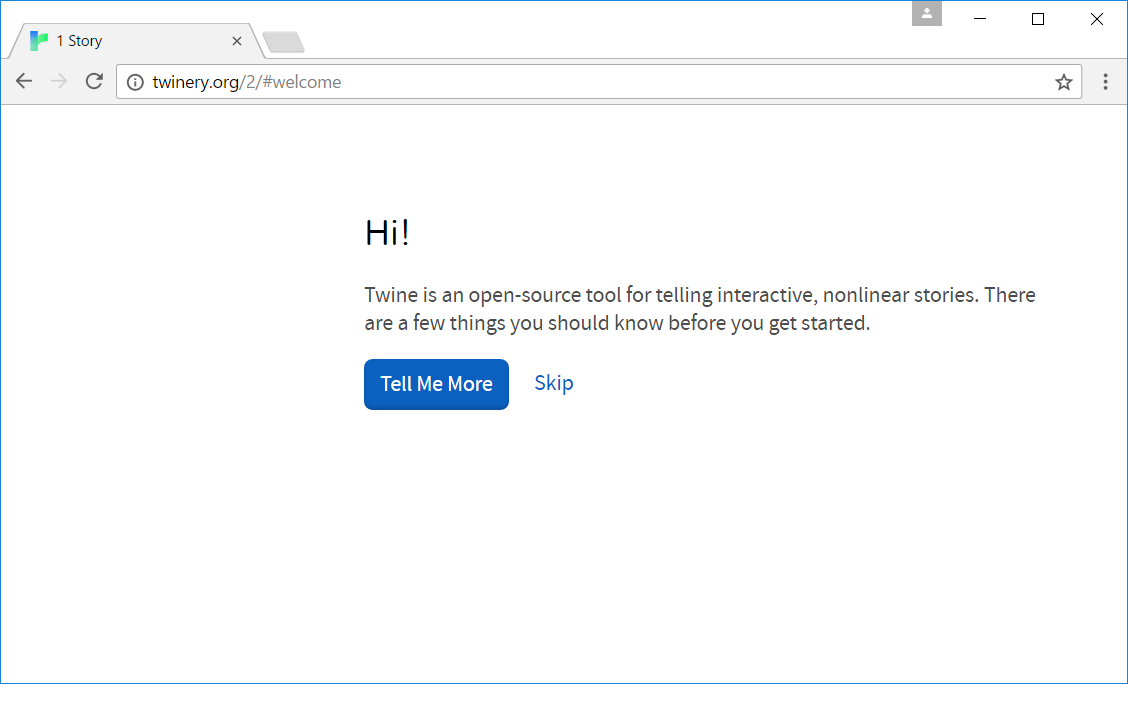 1 Story
twinery.org/2/#welcome
Hi!
Twine is an open-source tool for telling interactive, nonlinear stories. There
are a few things you should know before you get started.
Tell Me More Skip